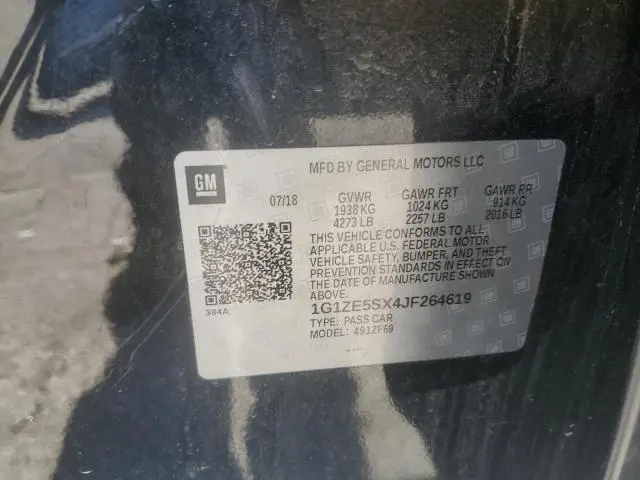 GM
MFD BY GENERAL MOTORS LLC
07/18 GVWR GAWR FRT GAWR RR
1938 KG 1024 KG 914 KG
4273 LB 2257 LB 2016 LB
THIS VEHICLE CONFORMS TO ALL
APPLICABLE U.S. FEDERAL MOTOR
VEHICLE SAFETY, BUMPER, AND THEFT
PREVENTION STANDARDS IN EFFECT ON
THE DATE OF MANUFACTURE SHOWN
ABOVE.
384A
1G1ZE5SX4JF264619
TYPE: PASS CAR
MODEL: 491ZF69